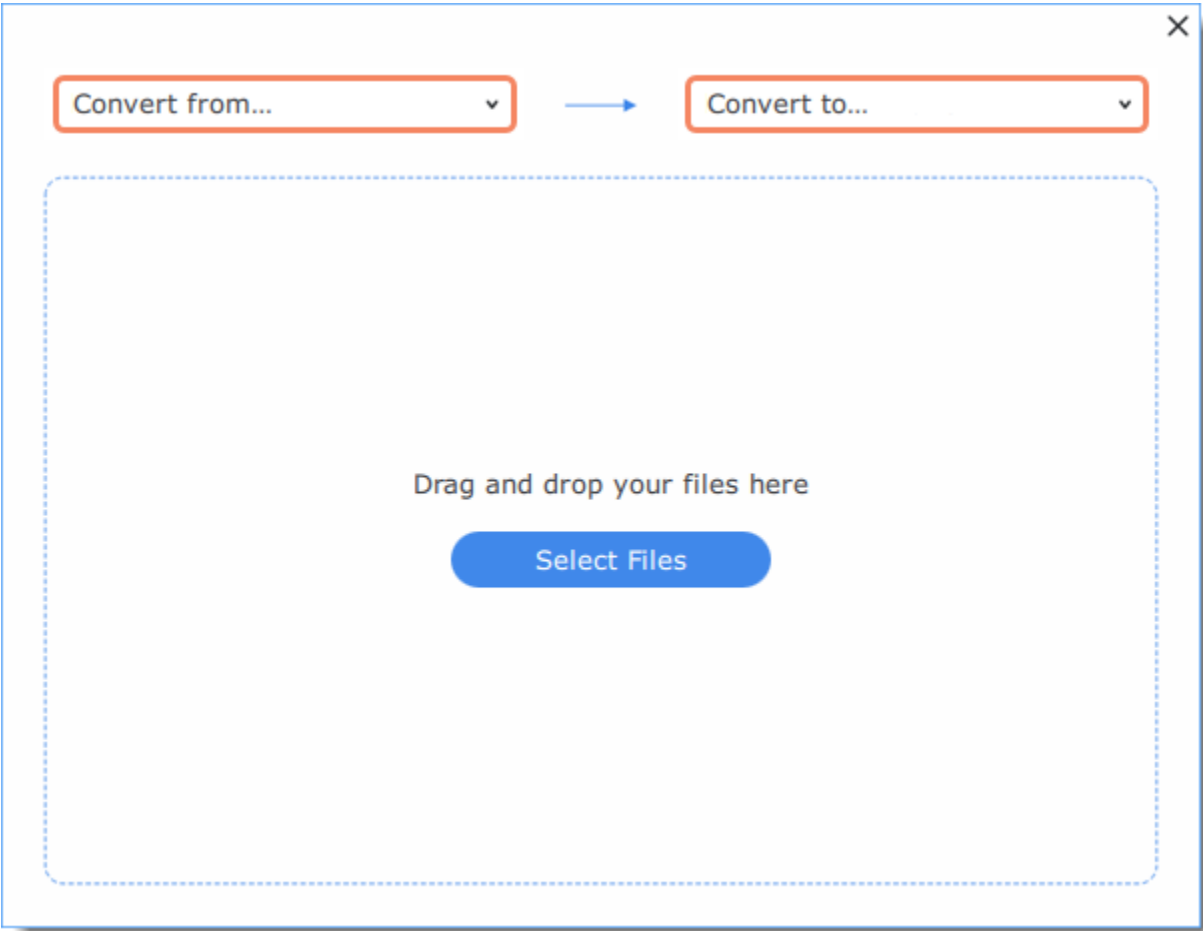 Convert from...
Convert to...
Drag and drop your files here
Select Files